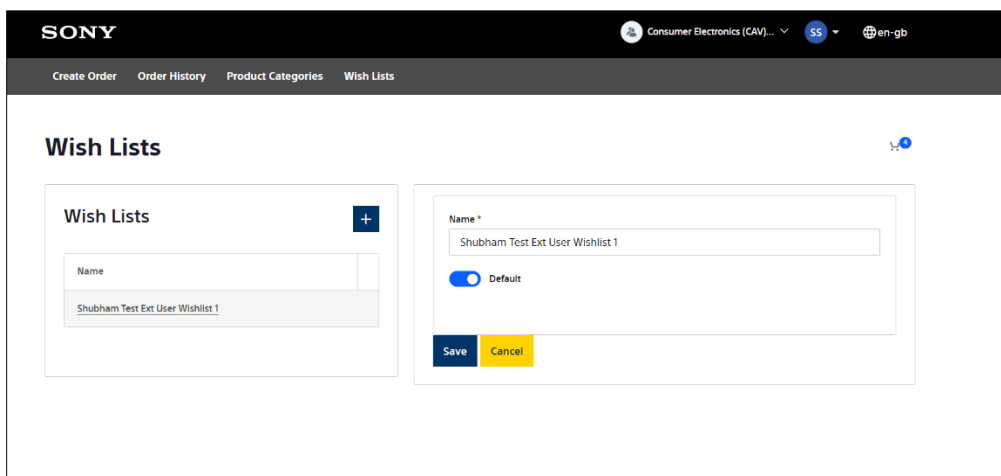 SONY
Consumer Electronics (CAV)...
SS
en-gb
Create Order Order History Product Categories Wish Lists
Wish Lists
4
Wish Lists
+
Name
Shubham Test Ext User Wishlist 1
Name *
Shubham Test Ext User Wishlist 1
Default
Save Cancel